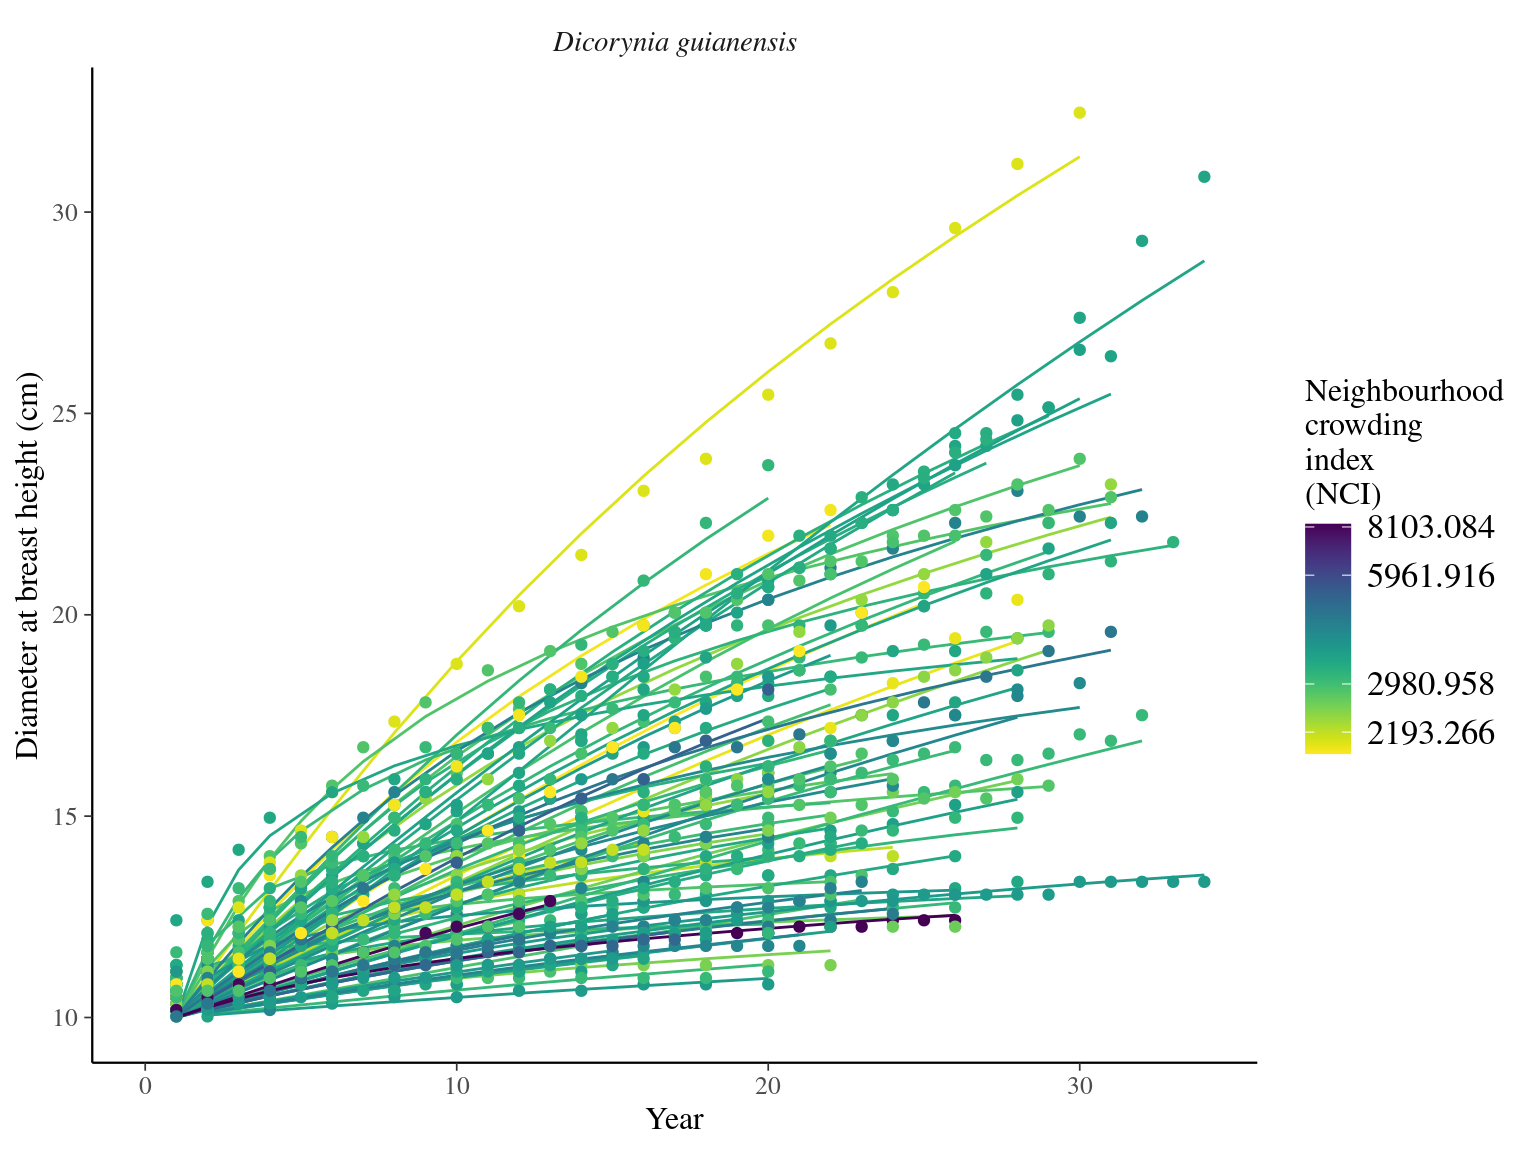 Dicorynia guianensis
Diameter at breast height (cm)
30
25
20
15
10
0
10
20
30
Year
Neighbourhood
crowding
index
(NCI)
8103.084
5961.916
2980.958
2193.266